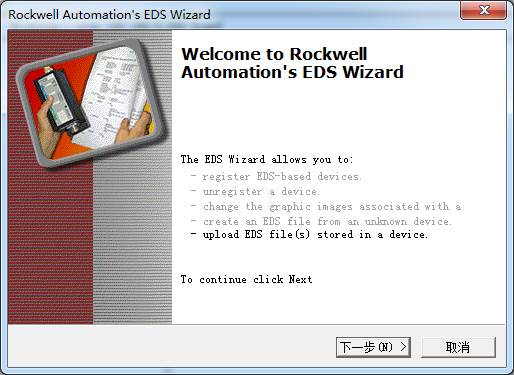 Rockwell Automation's EDS Wizard
Welcome to Rockwell
Automation's EDS Wizard
The EDS Wizard allows you to:
- register EDS-based devices.
- unregister a device.
- change the graphic images associated with a
- create an EDS file from an unknown device.
- upload EDS file(s) stored in a device.
To continue click Next
下一步(N) >
取消